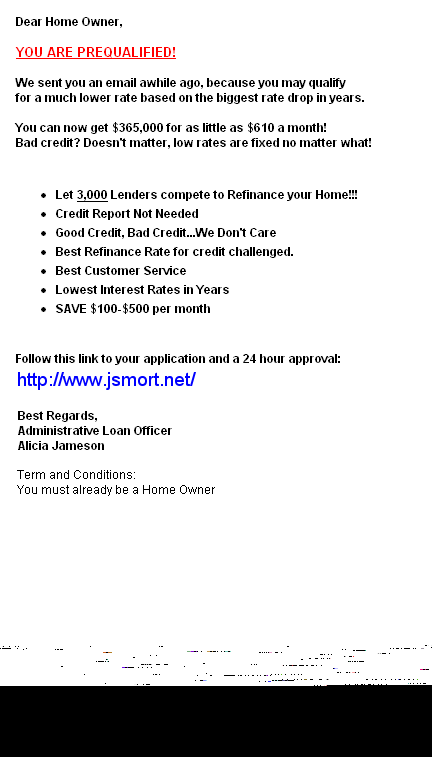 Dear Home Owner,
YOU ARE PREQUALIFIED!
We sent you an email awhile ago, because you may qualify
for a much lower rate based on the biggest rate drop in years.
You can now get $365,000 for as little as $610 a month!
Bad credit? Doesn't matter, low rates are fixed no matter what!
• Let 3,000 Lenders compete to Refinance your Home!!!
• Credit Report Not Needed
• Good Credit, Bad Credit...We Don't Care
• Best Refinance Rate for credit challenged.
• Best Customer Service
• Lowest Interest Rates in Years
• SAVE $100-$500 per month
Follow this link to your application and a 24 hour approval:
http://www.jsmort.net/
Best Regards,
Administrative Loan Officer
Alicia Jameson
Term and Conditions:
You must already be a Home Owner